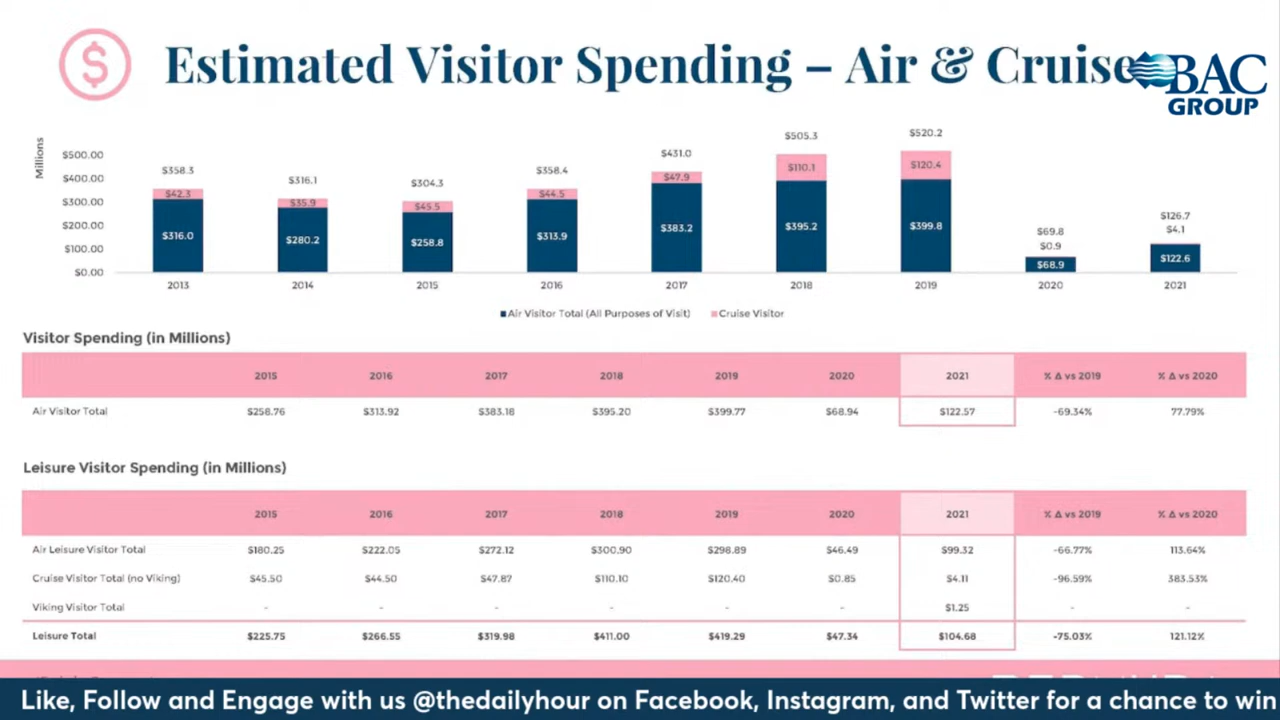 $
Estimated Visitor Spending – Air & Cruise
BAC
GROUP
Millions
$500.00
$400.00
$300.00
$200.00
$100.00
$0.00
$358.3
$42.3
$316.0
$316.1
$35.9
$280.2
$304.3
$45.5
$258.8
$358.4
$44.5
$313.9
$431.0
$47.9
$383.2
$505.3
$110.1
$395.2
$520.2
$120.4
$399.8
$69.8
$0.9
$68.9
$126.7
$4.1
$122.6
2013 2014 2015 2016 2017 2018 2019 2020 2021
Air Visitor Total (All Purposes of Visit) Cruise Visitor
Visitor Spending (in Millions)
2015 2016 2017 2018 2019 2020 2021 % Δ vs 2019 % Δ vs 2020
Air Visitor Total $258.76 $313.92 $383.18 $395.20 $399.77 $68.94 $122.57 -69.34% 77.79%
Leisure Visitor Spending (in Millions)
2015 2016 2017 2018 2019 2020 2021 % Δ vs 2019 % Δ vs 2020
Air Leisure Visitor Total $180.25 $222.05 $272.12 $300.90 $298.89 $46.49 $99.32 -66.77% 113.64%
Cruise Visitor Total (no Viking) $45.50 $44.50 $47.87 $110.10 $120.40 $0.85 $4.11 -96.59% 383.53%
Viking Visitor Total - - - - - - $1.25 - -
Leisure Total $225.75 $266.55 $319.98 $411.00 $419.29 $47.34 $104.68 -75.03% 121.12%
Like, Follow and Engage with us @thedailyhour on Facebook, Instagram, and Twitter for a chance to win